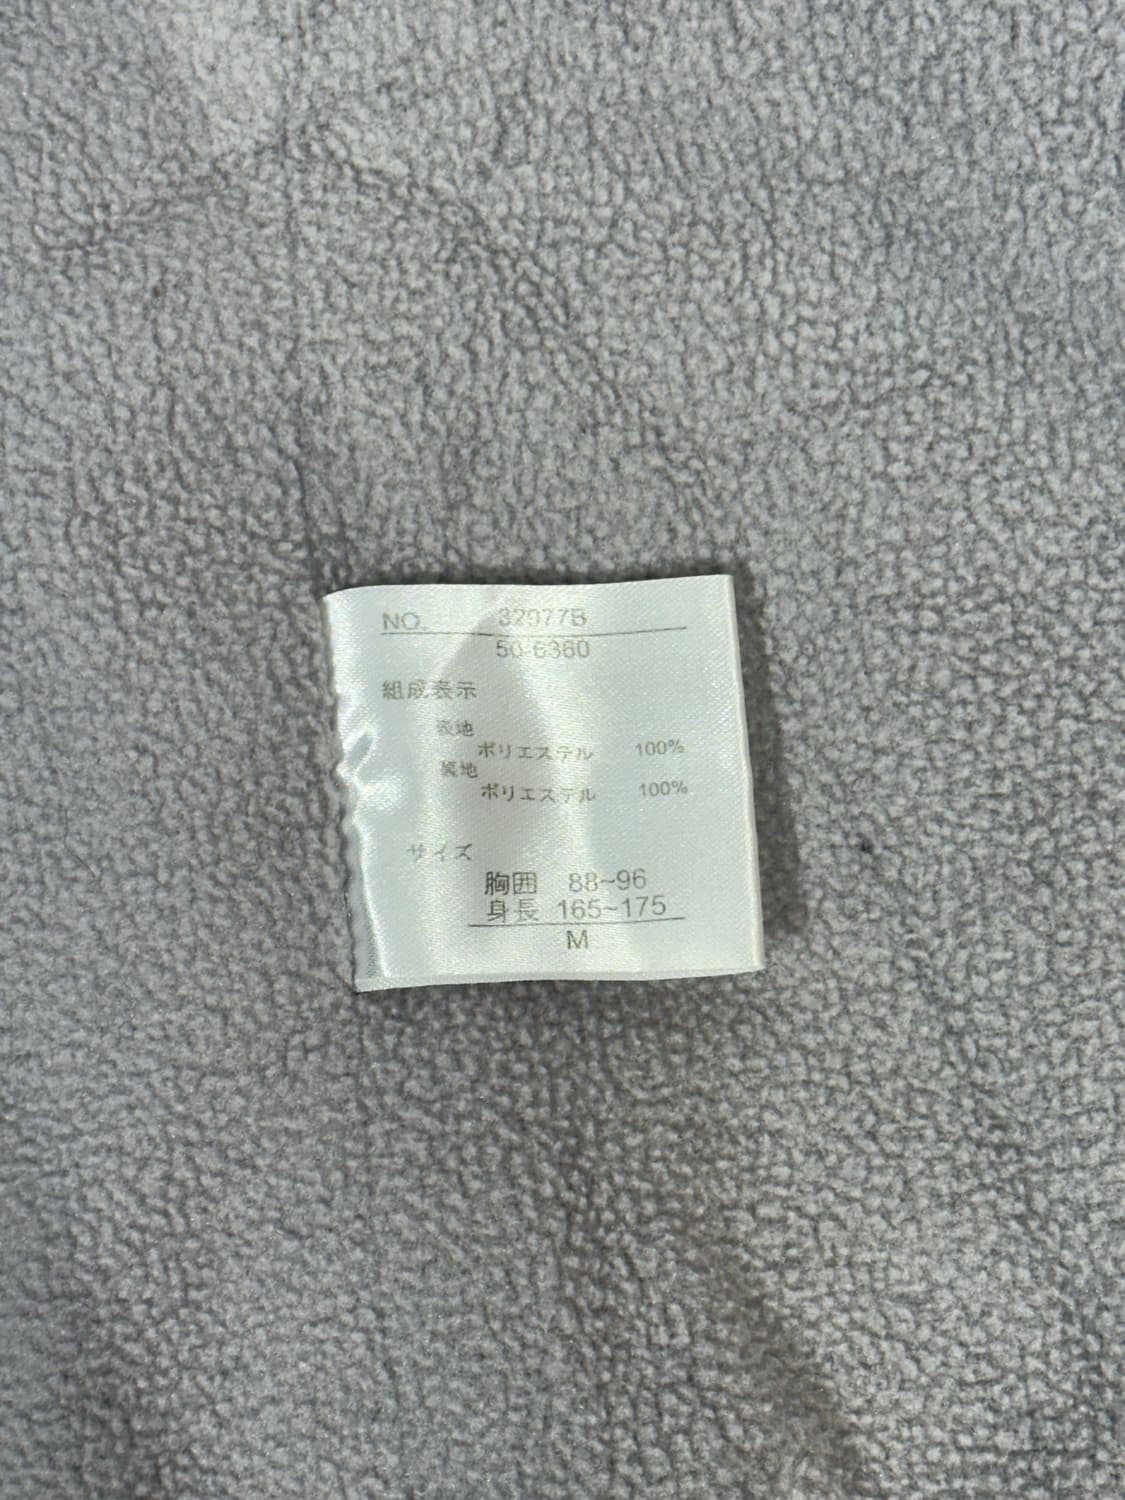 NO. 32977B
50-6360
組成表示
表地
ポリエステル 100%
裏地
ポリエステル 100%
サイズ
胸囲 88~96
身長 165~175
M